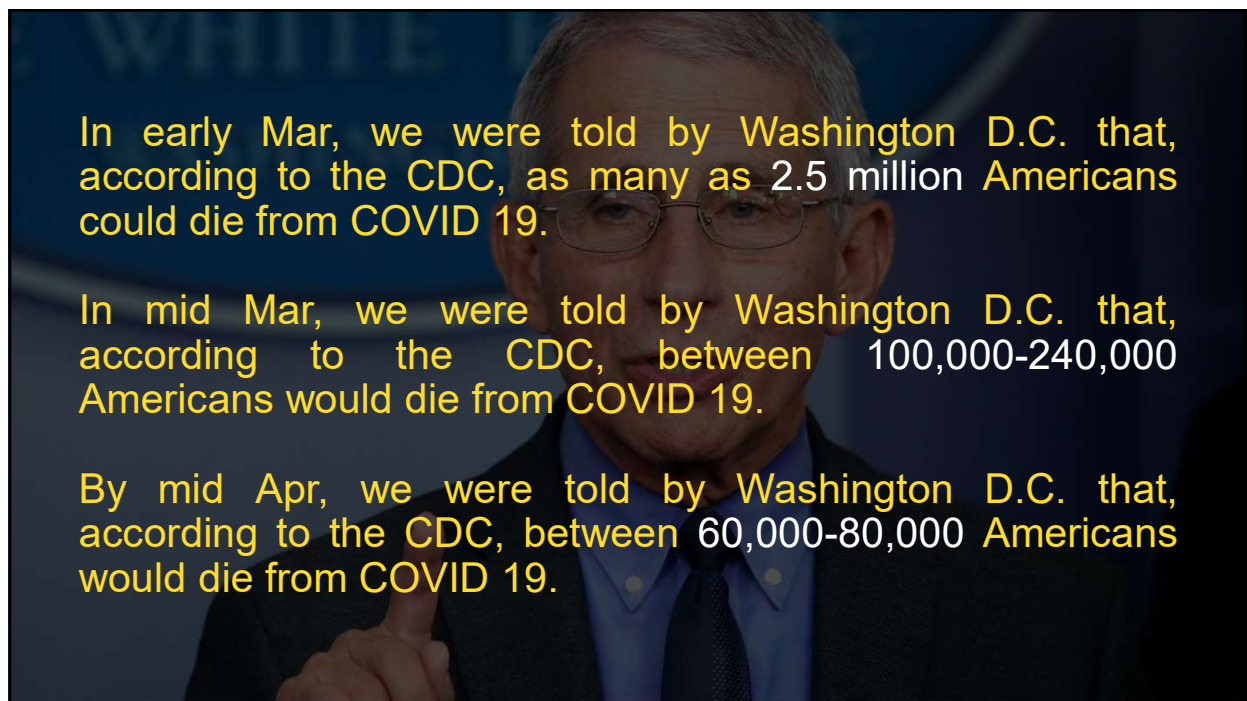 WHITE
In early Mar, we were told by Washington D.C. that,
according to the CDC, as many as 2.5 million Americans
could die from COVID 19.
In mid Mar, we were told by Washington D.C. that,
according to the CDC, between 100,000-240,000
Americans would die from COVID 19.
By mid Apr, we were told by Washington D.C. that,
according to the CDC, between 60,000-80,000 Americans
would die from COVID 19.